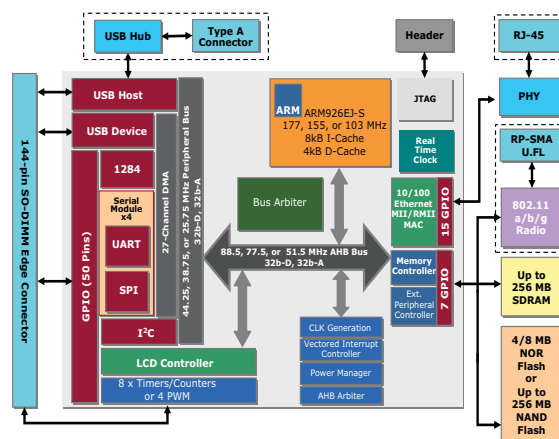 USB Hub
Type A
Connector
Header
RJ-45
144-pin SO-DIMM Edge Connector
USB Host
USB Device
GPIO (50 Pins)
1284
Serial
Module
x4
UART
SPI
I²C
27-Channel DMA
44.25, 38.75, or 25.75 MHz Peripheral Bus
32b-D, 32b-A
LCD Controller
8 x Timers/Counters
or 4 PWM
ARM
ARM926EJ-S
177, 155, or 103 MHz
8kB I-Cache
4kB D-Cache
Bus Arbiter
88.5, 77.5, or 51.5 MHz AHB Bus
32b-D, 32b-A
CLK Generation
Vectored Interrupt
Controller
Power Manager
AHB Arbiter
JTAG
Real
Time
Clock
10/100
Ethernet
MII/RMII
MAC
15 GPIO
Memory
Controller
Ext.
Peripheral
Controller
7 GPIO
PHY
RP-SMA
U.FL
802.11
a/b/g
Radio
Up to
256 MB
SDRAM
4/8 MB
NOR
Flash
or
Up to
256 MB
NAND
Flash